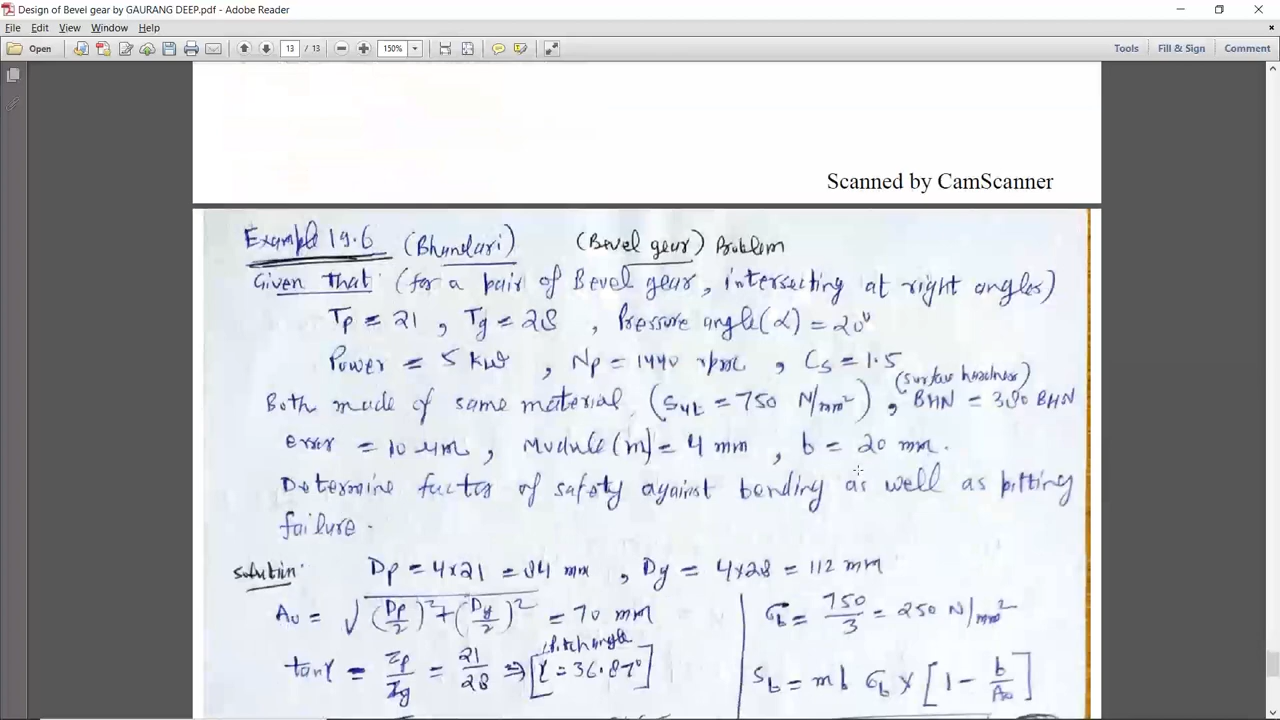 Design of Bevel gear by GAURANG DEEP.pdf - Adobe Reader
File Edit View Window Help
Open 13 / 13 150% Tools Fill & Sign Comment
Scanned by CamScanner
Example 19.6 (Bhandari) (Bevel gear) Problem
Given that: (for a pair of Bevel gear, intersecting at right angles)
Tp = 21, Tg = 28, Pressure angle(α) = 20°
Power = 5 kW, Np = 1440 rpm, Cs = 1.5
(surface hardness)
Both made of same material (Sut = 750 N/mm²), BHN = 380 BHN
error = 10 μm, Module(m) = 4 mm, b = 20 mm.
Determine factor of safety against bending as well as pitting
failure.
solution: Dp = 4×21 = 84 mm, Dg = 4×28 = 112 mm
Ao = √(Dp/2)²+(Dg/2)² = 70 mm
σb = 750/3 = 250 N/mm²
pitch angle
tanγ = Zp/Zg = 21/28 ⇒ [γ = 36.87°]
Sb = mb σb Y [1 - b/Ao]